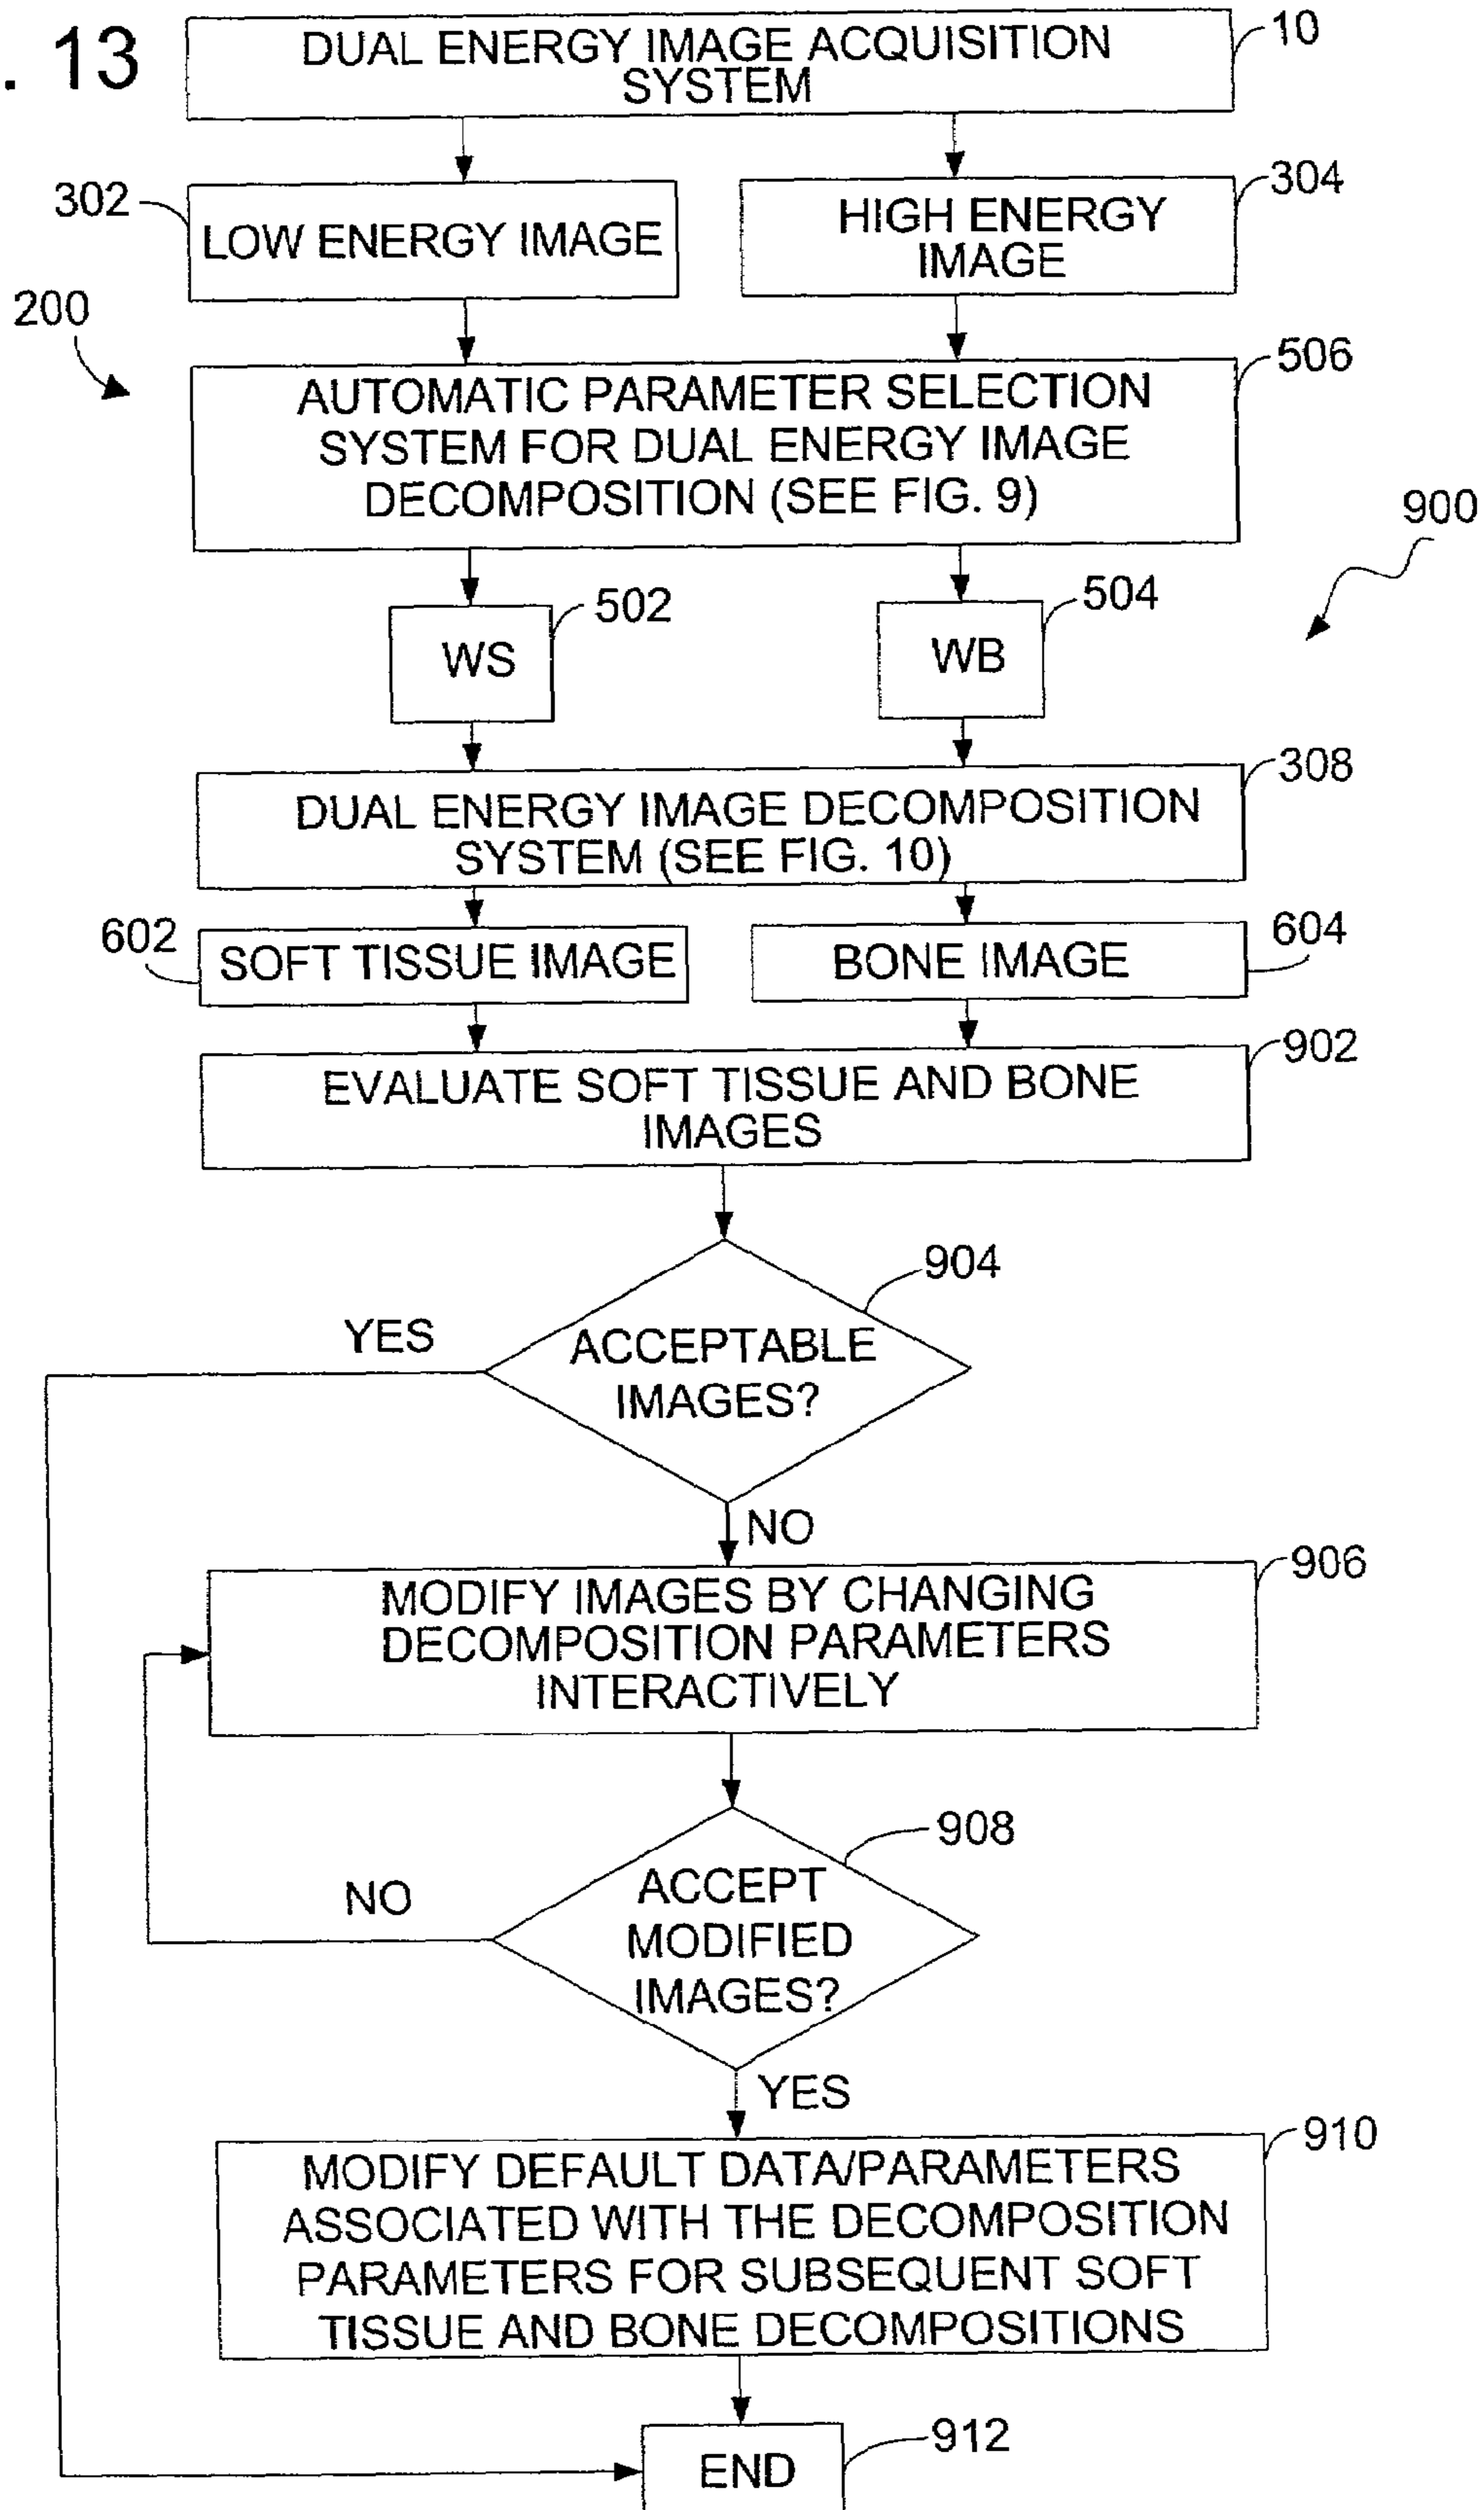 . 13
DUAL ENERGY IMAGE ACQUISITION
SYSTEM
10
302
LOW ENERGY IMAGE
HIGH ENERGY
IMAGE
304
200
AUTOMATIC PARAMETER SELECTION
SYSTEM FOR DUAL ENERGY IMAGE
DECOMPOSITION (SEE FIG. 9)
506
900
WS
502
WB
504
DUAL ENERGY IMAGE DECOMPOSITION
SYSTEM (SEE FIG. 10)
308
602
SOFT TISSUE IMAGE
BONE IMAGE
604
EVALUATE SOFT TISSUE AND BONE
IMAGES
902
904
YES
ACCEPTABLE
IMAGES?
NO
MODIFY IMAGES BY CHANGING
DECOMPOSITION PARAMETERS
INTERACTIVELY
906
908
NO
ACCEPT
MODIFIED
IMAGES?
YES
MODIFY DEFAULT DATA/PARAMETERS
ASSOCIATED WITH THE DECOMPOSITION
PARAMETERS FOR SUBSEQUENT SOFT
TISSUE AND BONE DECOMPOSITIONS
910
END
912